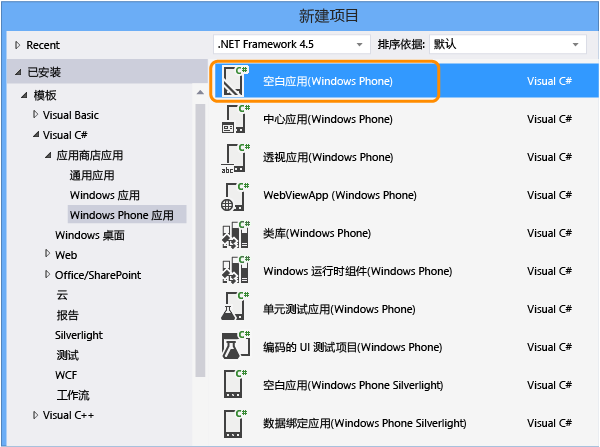 新建项目
Recent
.NET Framework 4.5
排序依据: 默认
已安装
模板
Visual Basic
Visual C#
应用商店应用
通用应用
Windows 应用
Windows Phone 应用
Windows 桌面
Web
Office/SharePoint
云
报告
Silverlight
测试
WCF
工作流
Visual C++
C# 空白应用(Windows Phone) Visual C#
C# 中心应用(Windows Phone) Visual C#
C# abc 透视应用(Windows Phone) Visual C#
C# WebViewApp (Windows Phone) Visual C#
C# 类库(Windows Phone) Visual C#
C# Windows 运行时组件(Windows Phone) Visual C#
C# 单元测试应用(Windows Phone) Visual C#
C# 编码的 UI 测试项目(Windows Phone) Visual C#
C# 空白应用(Windows Phone Silverlight) Visual C#
C# 数据绑定应用(Windows Phone Silverlight) Visual C#